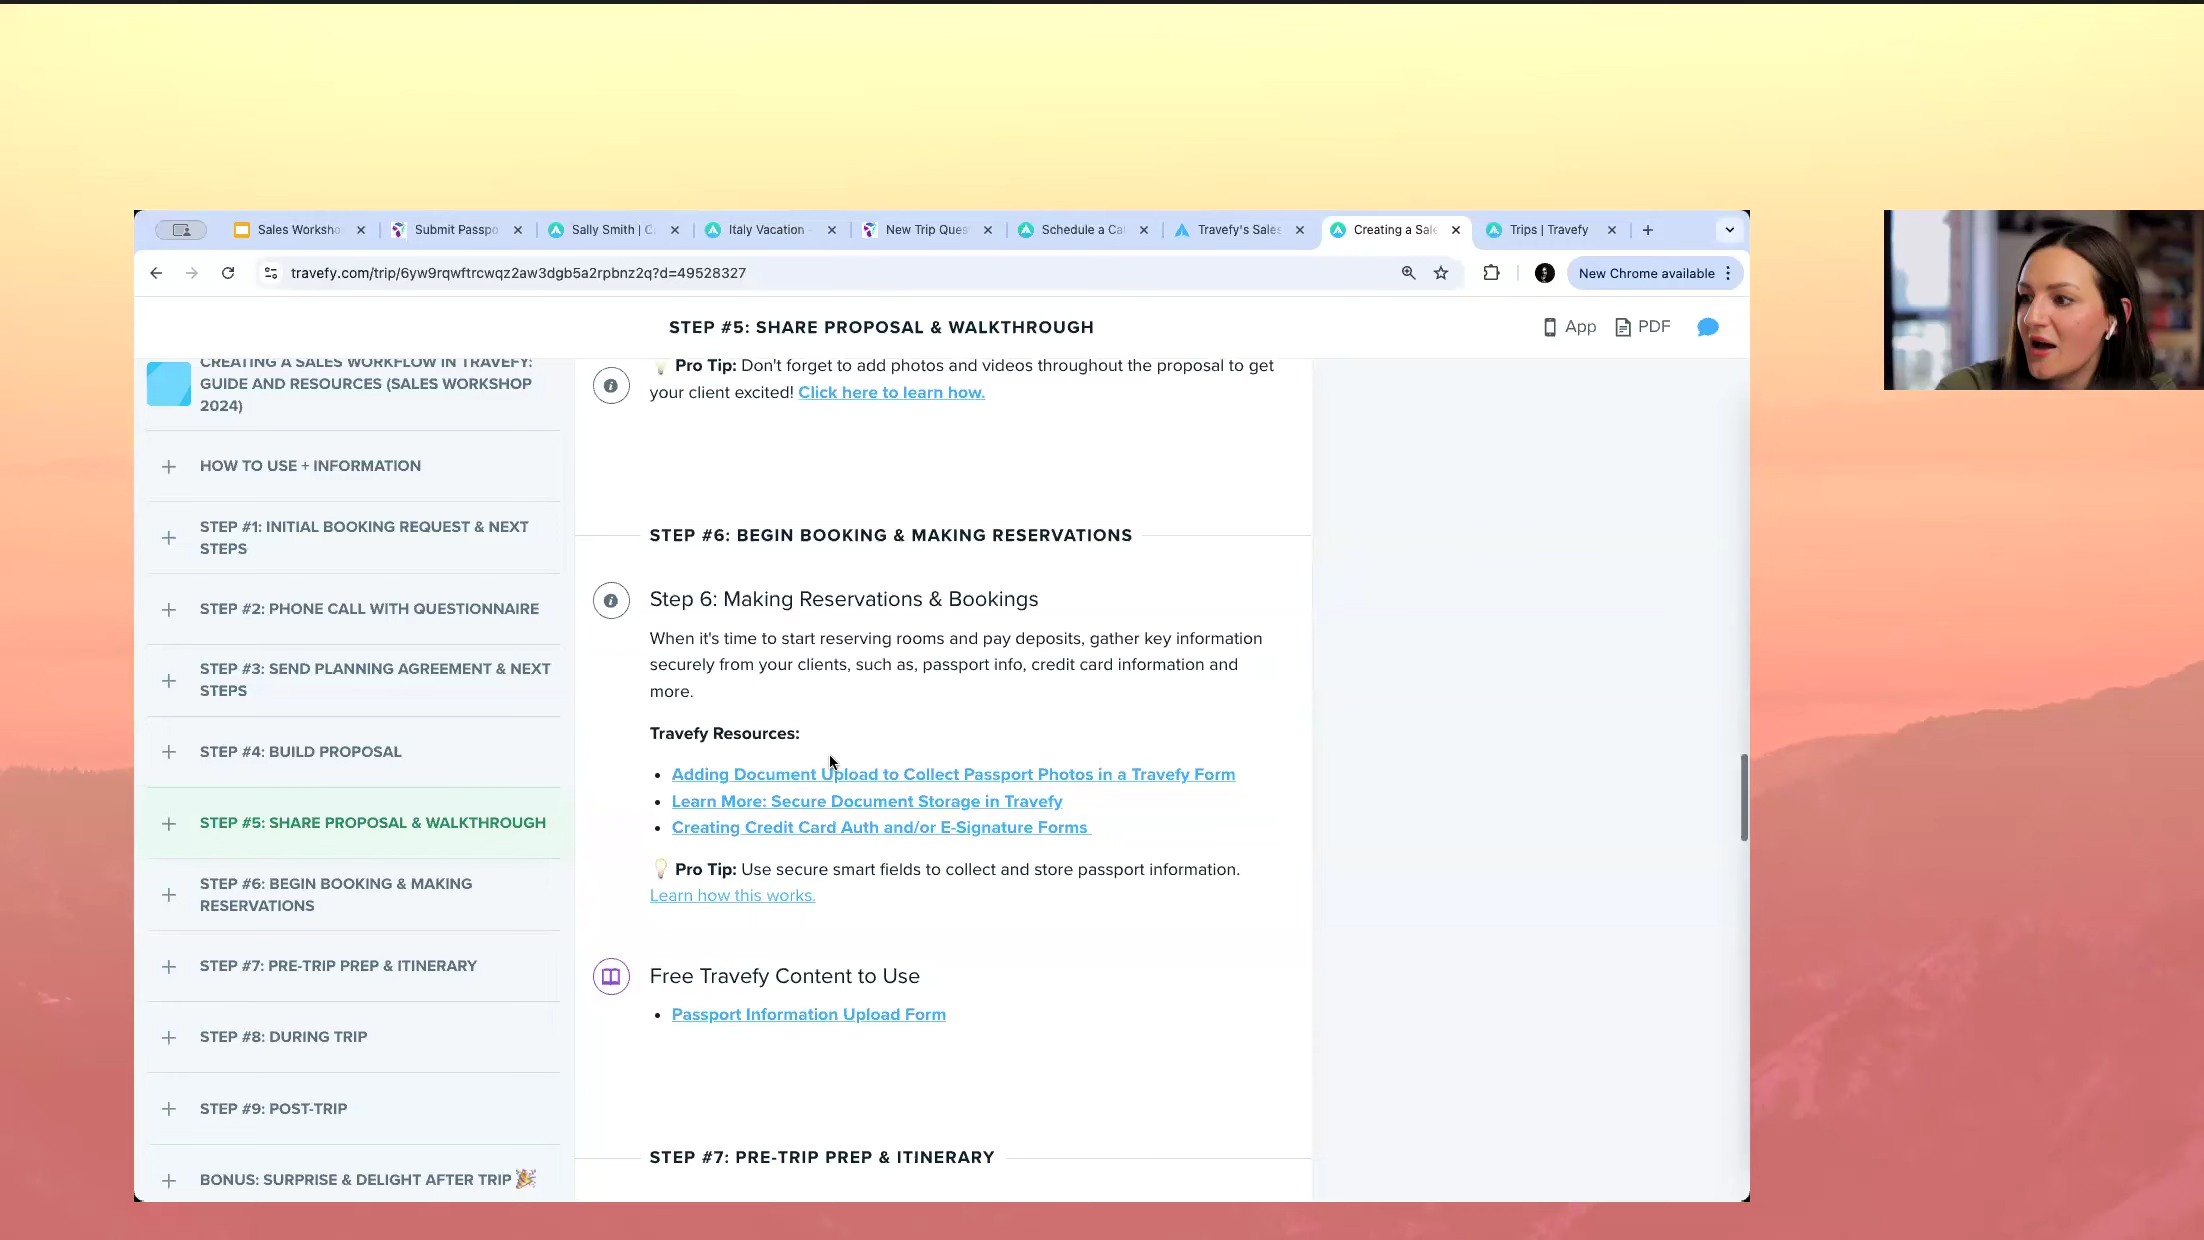 Sales Worksho
Submit Passpo
Sally Smith | C
Italy Vacation -
New Trip Ques
Schedule a Ca
Travefy's Sales
Creating a Sale
Trips | Travefy
travefy.com/trip/6yw9rqwftrcwqz2aw3dgb5a2rpbnz2q?d=49528327
New Chrome available
STEP #5: SHARE PROPOSAL & WALKTHROUGH
App
PDF
CREATING A SALES WORKFLOW IN TRAVEFY:
GUIDE AND RESOURCES (SALES WORKSHOP
2024)
HOW TO USE + INFORMATION
STEP #1: INITIAL BOOKING REQUEST & NEXT
STEPS
STEP #2: PHONE CALL WITH QUESTIONNAIRE
STEP #3: SEND PLANNING AGREEMENT & NEXT
STEPS
STEP #4: BUILD PROPOSAL
STEP #5: SHARE PROPOSAL & WALKTHROUGH
STEP #6: BEGIN BOOKING & MAKING
RESERVATIONS
STEP #7: PRE-TRIP PREP & ITINERARY
STEP #8: DURING TRIP
STEP #9: POST-TRIP
BONUS: SURPRISE & DELIGHT AFTER TRIP 🎉
💡 Pro Tip: Don't forget to add photos and videos throughout the proposal to get
your client excited! Click here to learn how.
STEP #6: BEGIN BOOKING & MAKING RESERVATIONS
Step 6: Making Reservations & Bookings
When it's time to start reserving rooms and pay deposits, gather key information
securely from your clients, such as, passport info, credit card information and
more.
Travefy Resources:
• Adding Document Upload to Collect Passport Photos in a Travefy Form
• Learn More: Secure Document Storage in Travefy
• Creating Credit Card Auth and/or E-Signature Forms
💡 Pro Tip: Use secure smart fields to collect and store passport information.
Learn how this works.
Free Travefy Content to Use
• Passport Information Upload Form
STEP #7: PRE-TRIP PREP & ITINERARY